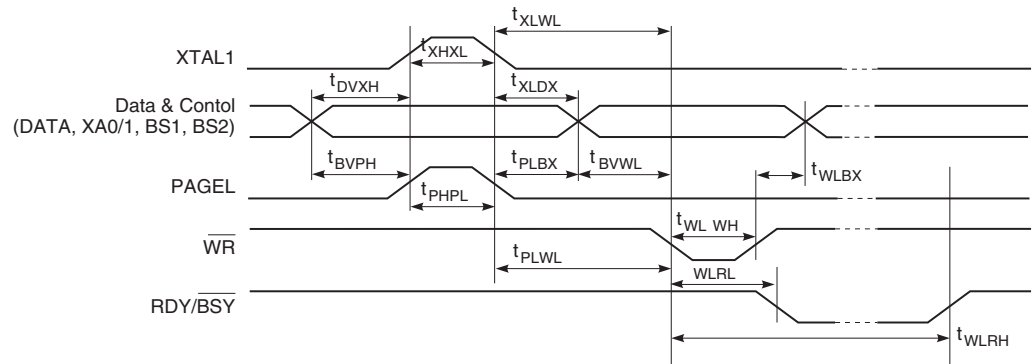 tXLWL
XTAL1
tXHXL
tDVXH
tXLDX
Data & Contol
(DATA, XA0/1, BS1, BS2)
tBVPH
tPLBX
tBVWL
tWLBX
PAGEL
tPHPL
tWL WH
WR
tPLWL
WLRL
RDY/BSY
tWLRH